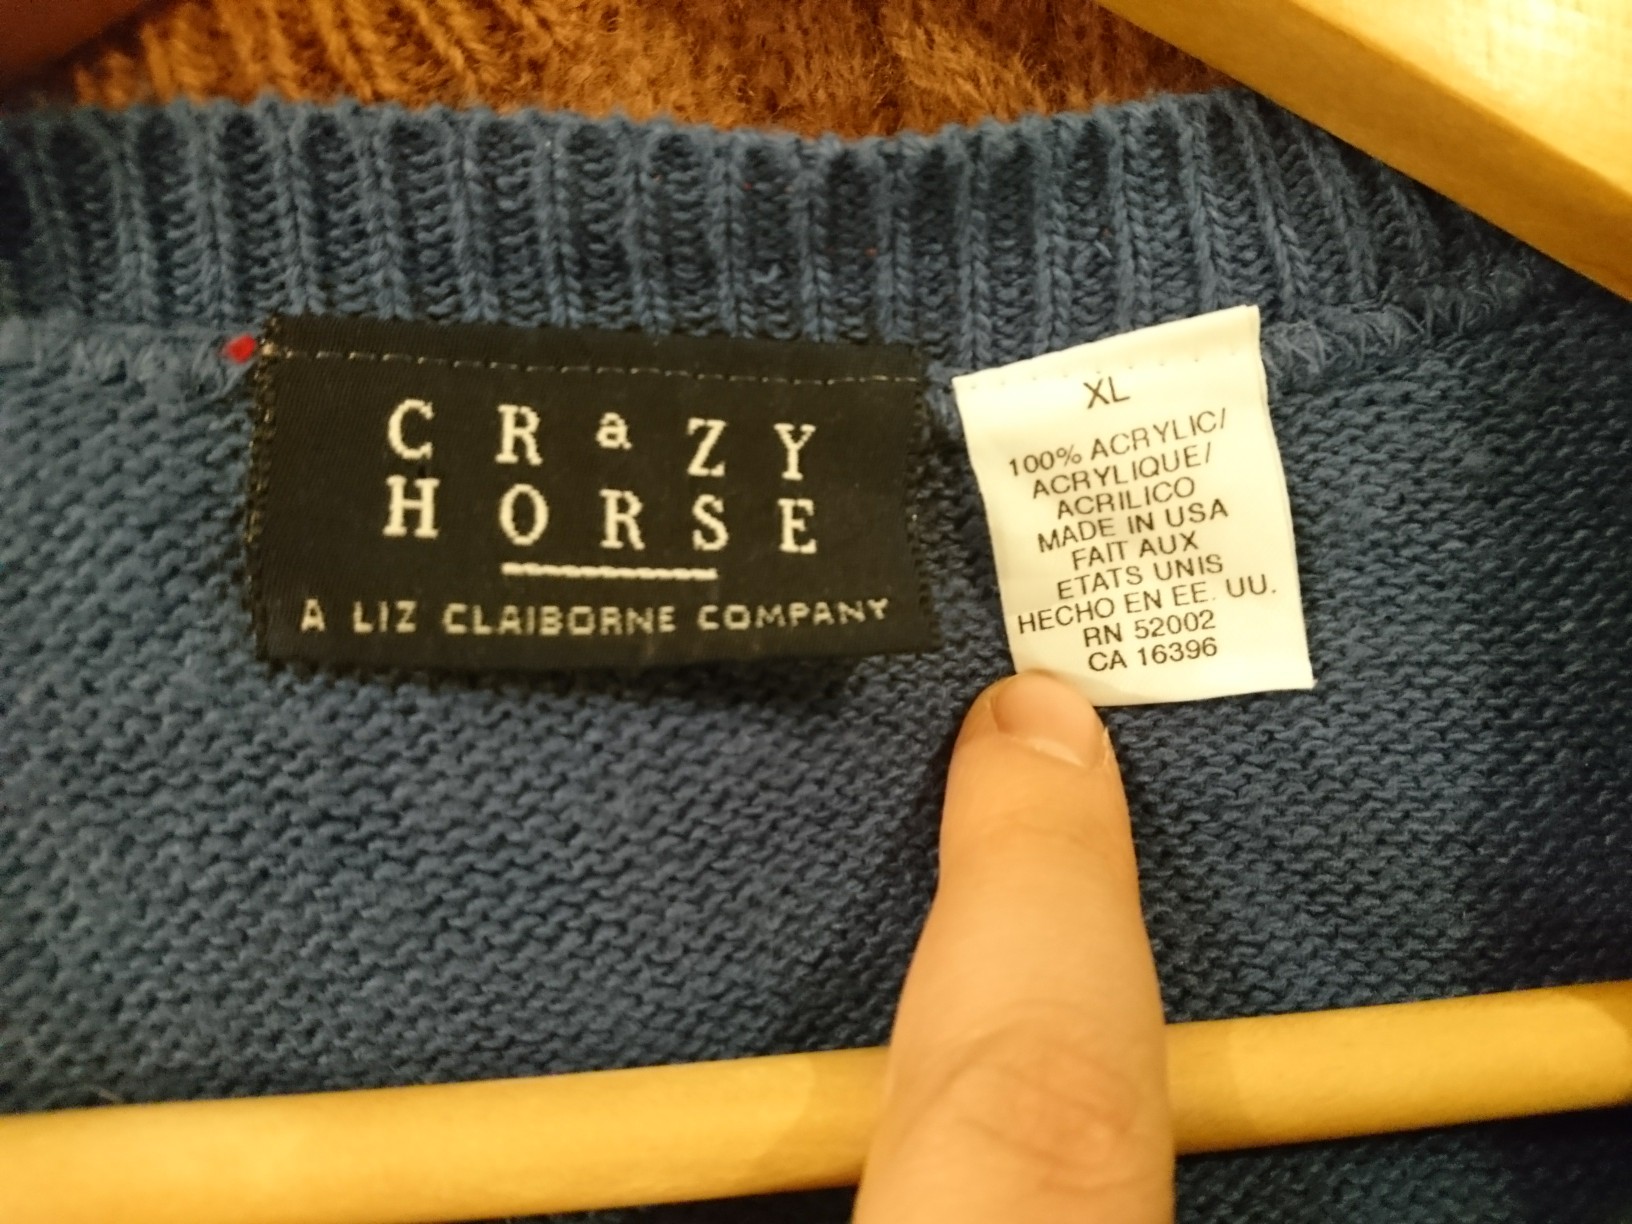 CRaZY
HORSE
A LIZ CLAIBORNE COMPANY
XL
100% ACRYLIC/
ACRYLIQUE/
ACRILICO
MADE IN USA
FAIT AUX
ETATS UNIS
HECHO EN EE. UU.
RN 52002
CA 16396